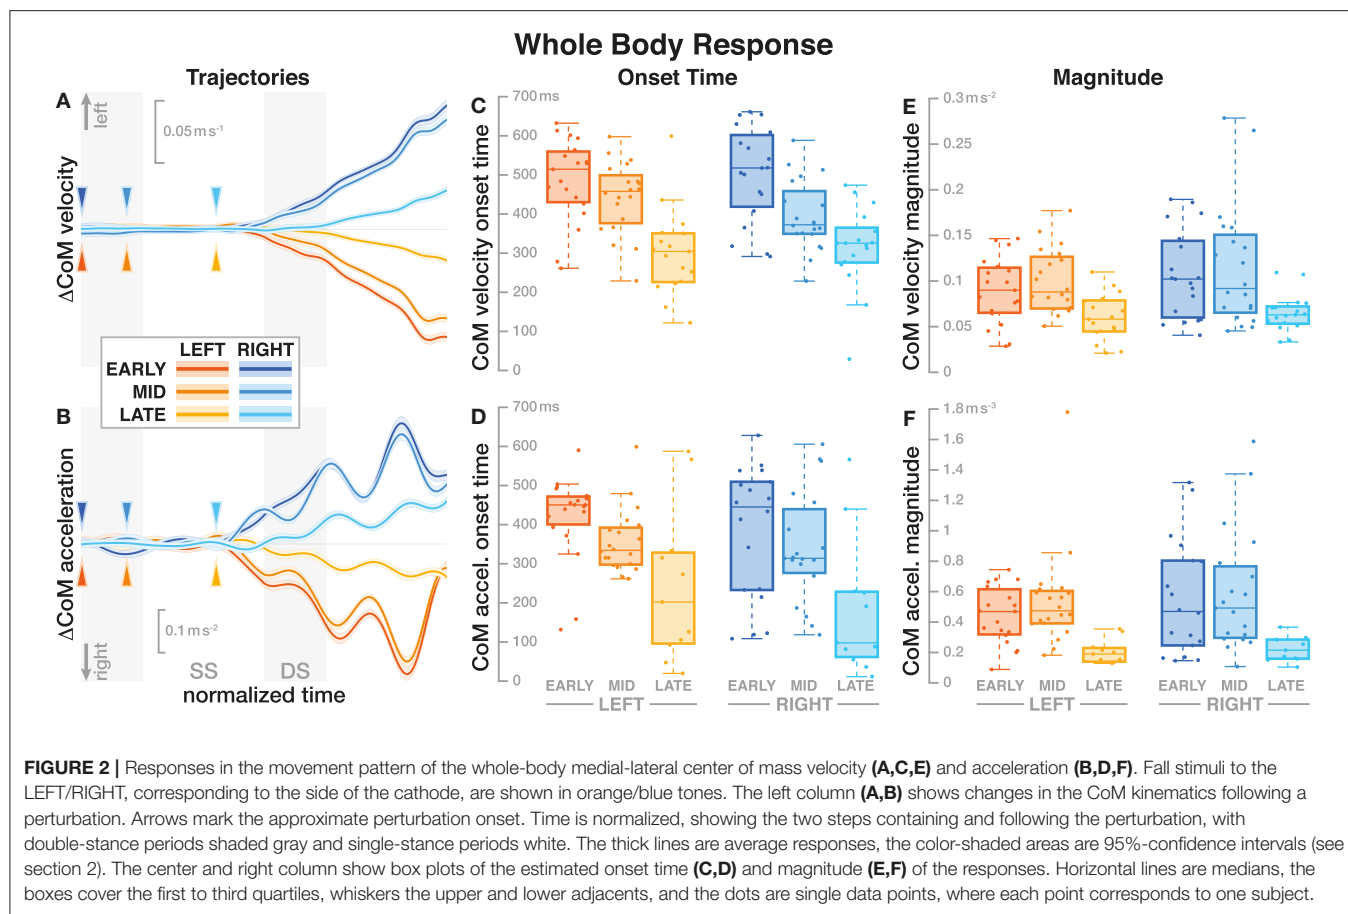 Whole Body Response
Trajectories
Onset Time
Magnitude
A
left
0.05 m s-1
ΔCoM velocity
LEFT RIGHT
EARLY
MID
LATE
B
ΔCoM acceleration
right
0.1 m s-2
SS
DS
normalized time
C
CoM velocity onset time
700 ms
600
500
400
300
200
100
0
D
CoM accel. onset time
700 ms
600
500
400
300
200
100
0
EARLY MID LATE
LEFT
EARLY MID LATE
RIGHT
E
CoM velocity magnitude
0.3 m s-2
0.25
0.2
0.15
0.1
0.05
0
F
CoM accel. magnitude
1.8 m s-3
1.6
1.4
1.2
1
0.8
0.6
0.4
0.2
0
EARLY MID LATE
LEFT
EARLY MID LATE
RIGHT
FIGURE 2 | Responses in the movement pattern of the whole-body medial-lateral center of mass velocity (A,C,E) and acceleration (B,D,F). Fall stimuli to the
LEFT/RIGHT, corresponding to the side of the cathode, are shown in orange/blue tones. The left column (A,B) shows changes in the CoM kinematics following a
perturbation. Arrows mark the approximate perturbation onset. Time is normalized, showing the two steps containing and following the perturbation, with
double-stance periods shaded gray and single-stance periods white. The thick lines are average responses, the color-shaded areas are 95%-confidence intervals (see
section 2). The center and right column show box plots of the estimated onset time (C,D) and magnitude (E,F) of the responses. Horizontal lines are medians, the
boxes cover the first to third quartiles, whiskers the upper and lower adjacents, and the dots are single data points, where each point corresponds to one subject.